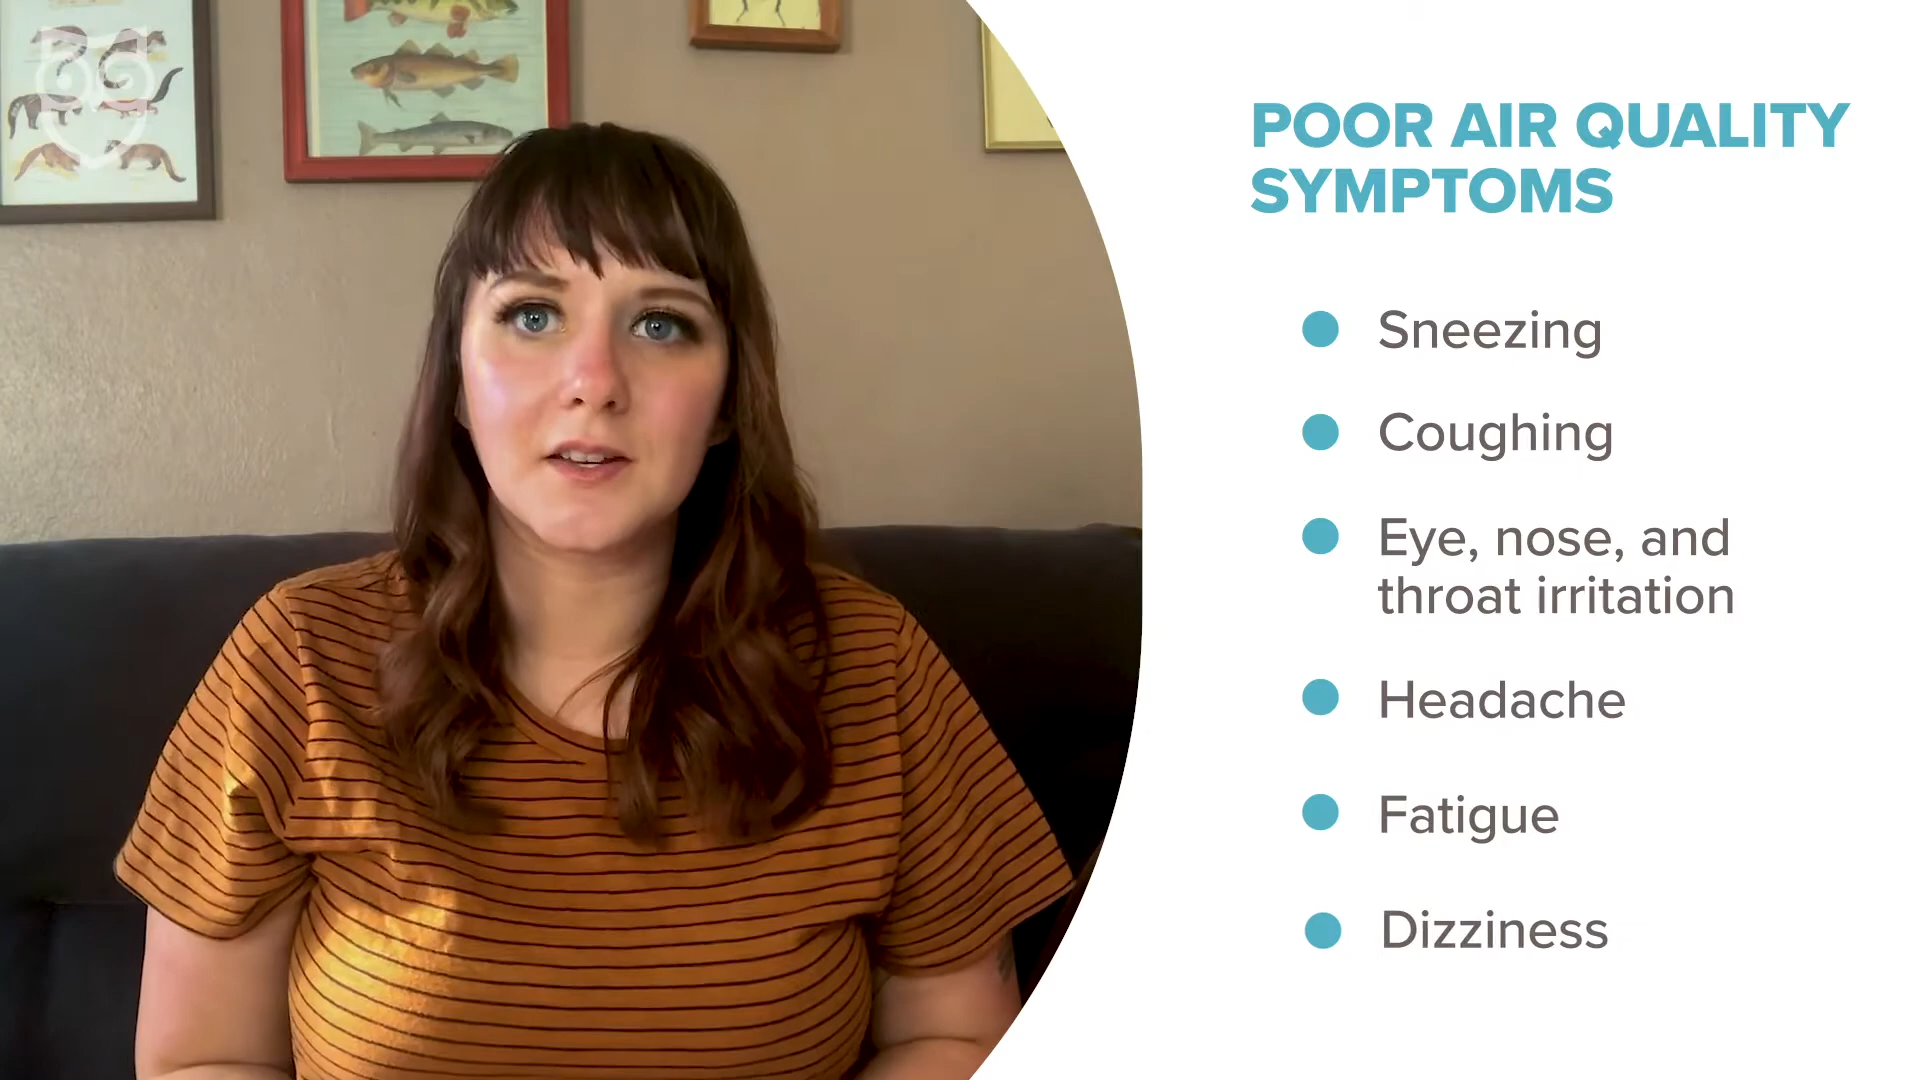 POOR AIR QUALITY
SYMPTOMS
Sneezing
Coughing
Eye, nose, and
throat irritation
Headache
Fatigue
Dizziness